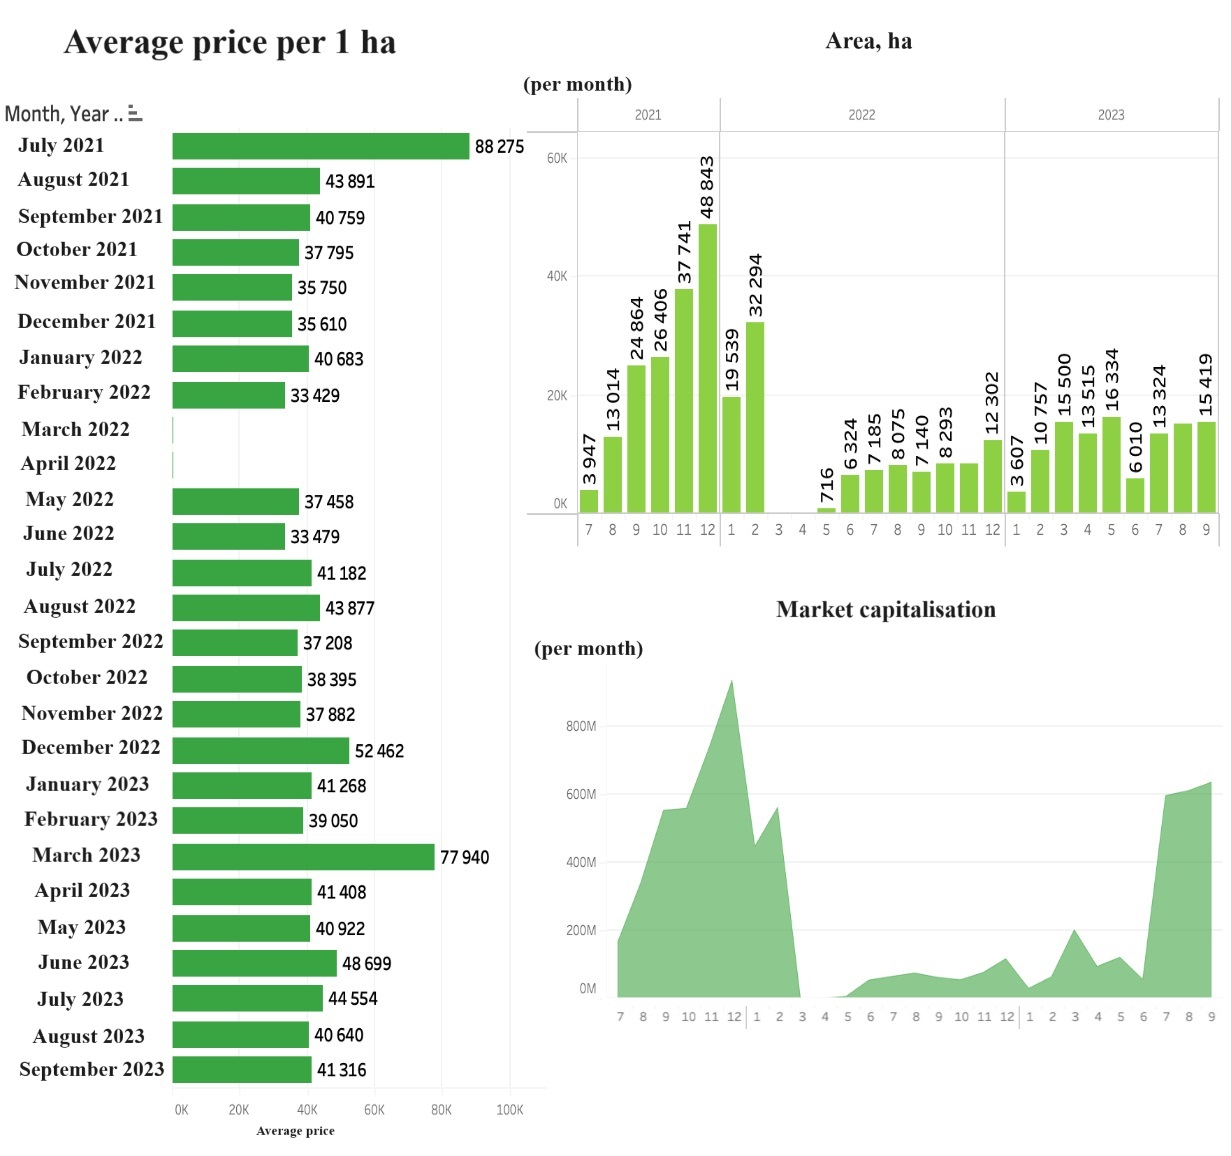 Average price per 1 ha
Month, Year ..
July 2021 88 275
August 2021 43 891
September 2021 40 759
October 2021 37 795
November 2021 35 750
December 2021 35 610
January 2022 40 683
February 2022 33 429
March 2022
April 2022
May 2022 37 458
June 2022 33 479
July 2022 41 182
August 2022 43 877
September 2022 37 208
October 2022 38 395
November 2022 37 882
December 2022 52 462
January 2023 41 268
February 2023 39 050
March 2023 77 940
April 2023 41 408
May 2023 40 922
June 2023 48 699
July 2023 44 554
August 2023 40 640
September 2023 41 316
0K 20K 40K 60K 80K 100K
Average price
Area, ha
(per month)
2021 2022 2023
60K
40K
20K
0K
3 947
13 014
24 864
26 406
37 741
48 843
19 539
32 294
716
6 324
7 185
8 075
7 140
8 293
12 302
3 607
10 757
15 500
13 515
16 334
6 010
13 324
15 419
7 8 9 10 11 12 1 2 3 4 5 6 7 8 9 10 11 12 1 2 3 4 5 6 7 8 9
Market capitalisation
(per month)
800M
600M
400M
200M
0M
7 8 9 10 11 12 1 2 3 4 5 6 7 8 9 10 11 12 1 2 3 4 5 6 7 8 9